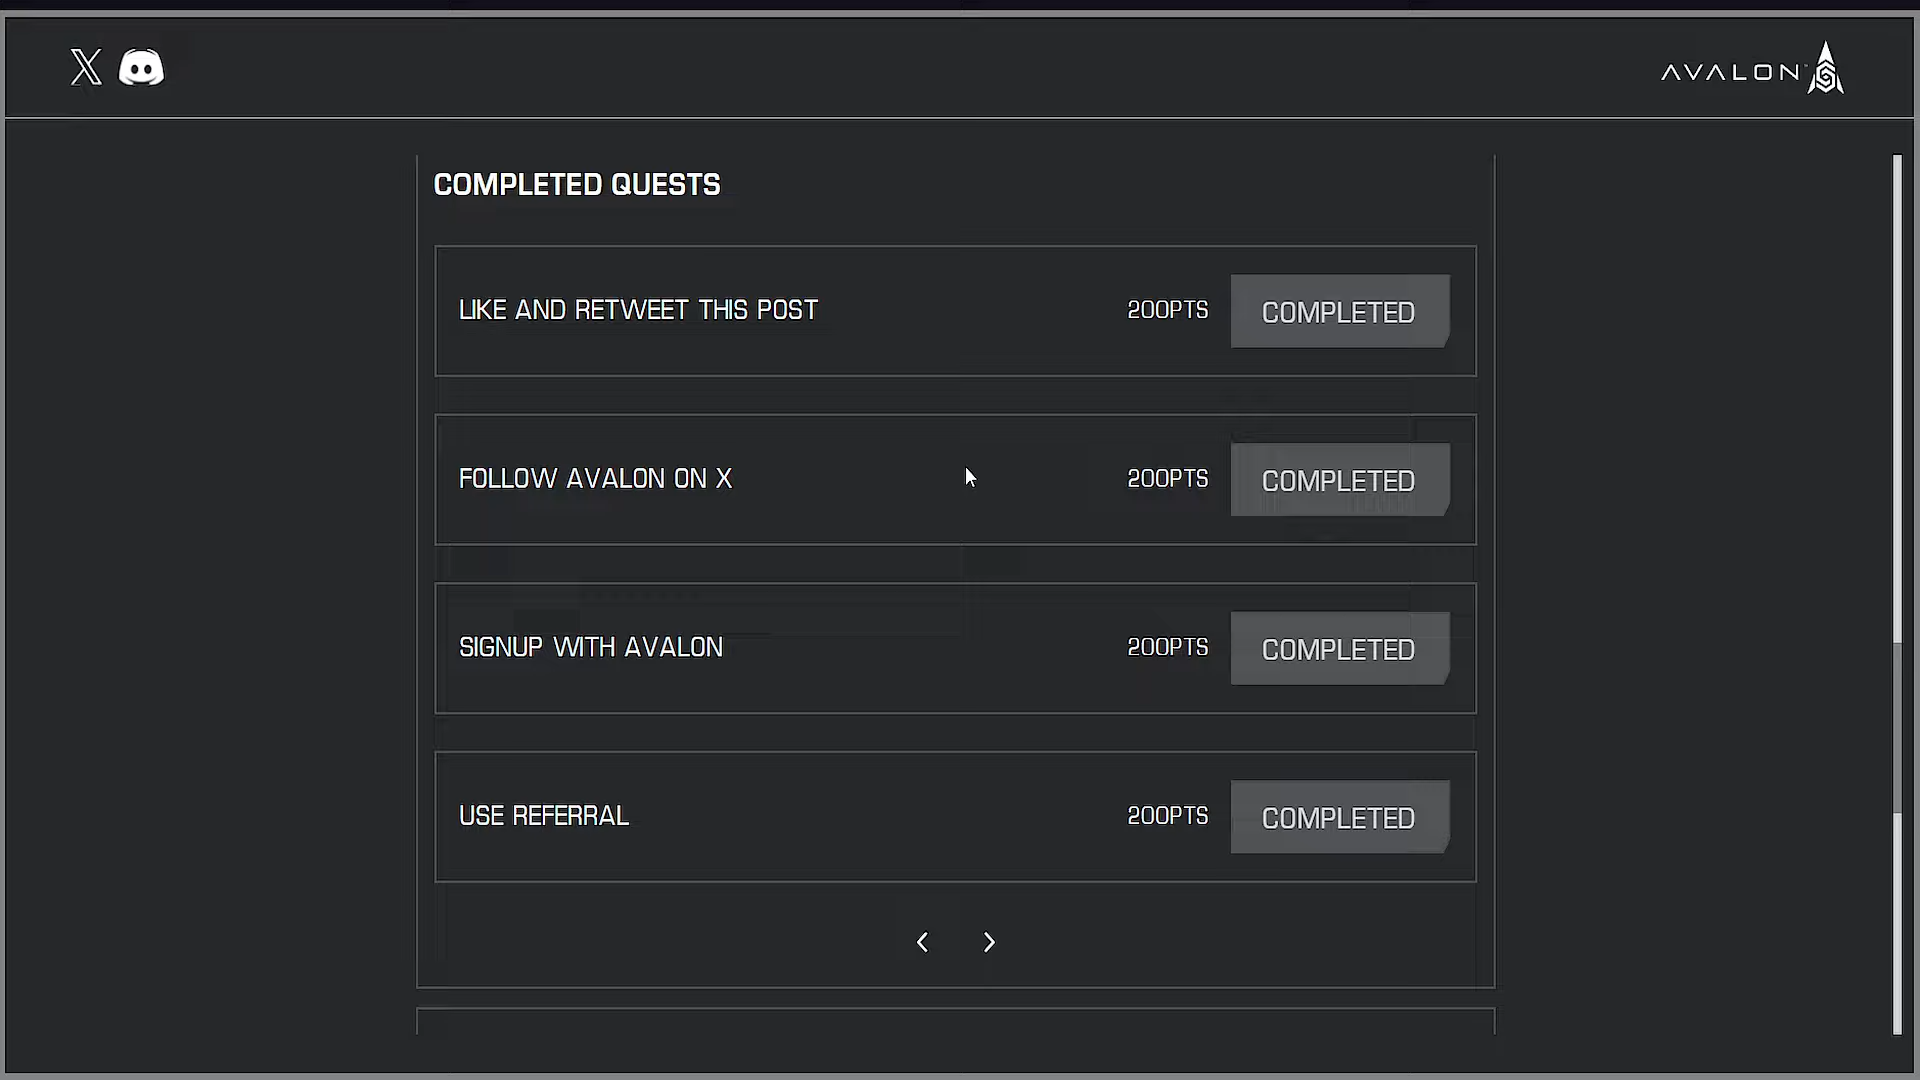 AVALON
COMPLETED QUESTS
LIKE AND RETWEET THIS POST 200PTS COMPLETED
FOLLOW AVALON ON X 200PTS COMPLETED
SIGNUP WITH AVALON 200PTS COMPLETED
USE REFERRAL 200PTS COMPLETED